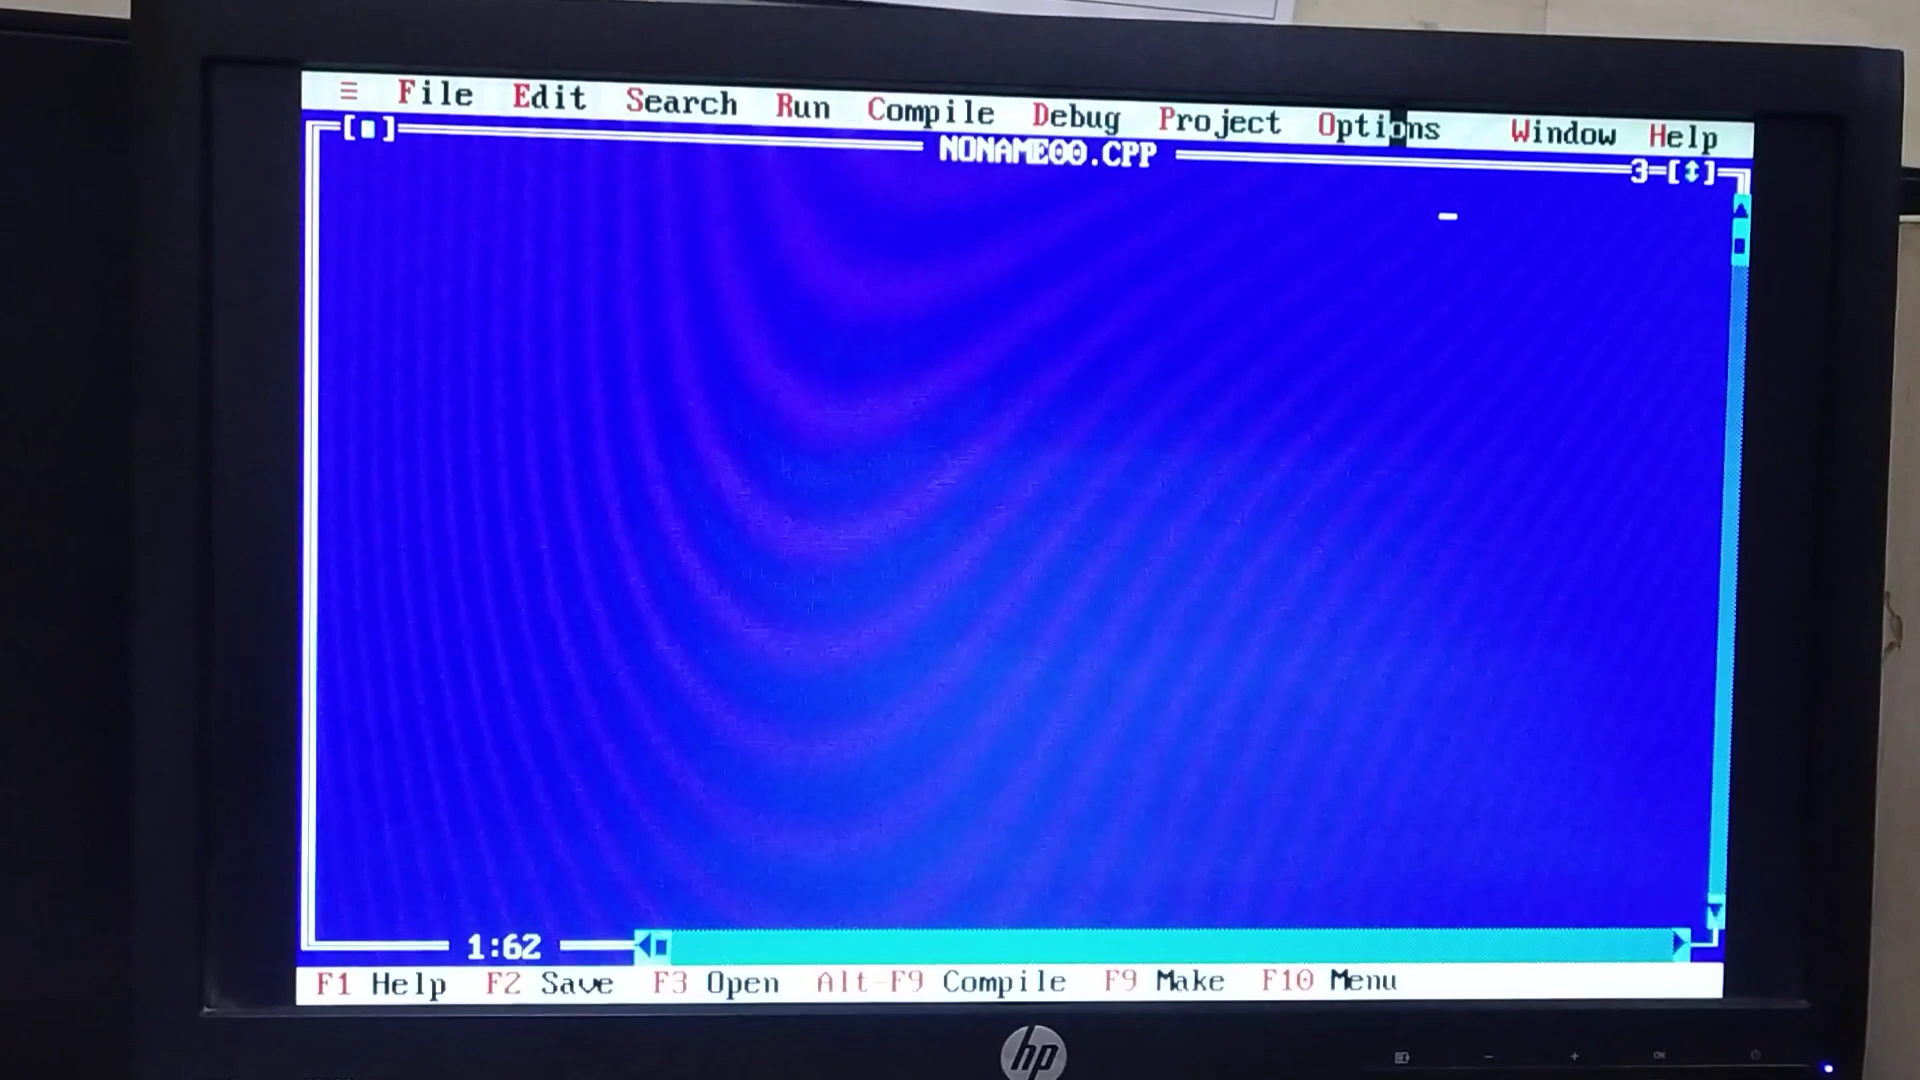 ≡ File Edit Search Run Compile Debug Project Options Window Help
[■] NONAME00.CPP 3=[↕]
1:62
F1 Help F2 Save F3 Open Alt-F9 Compile F9 Make F10 Menu
hp
- + OK